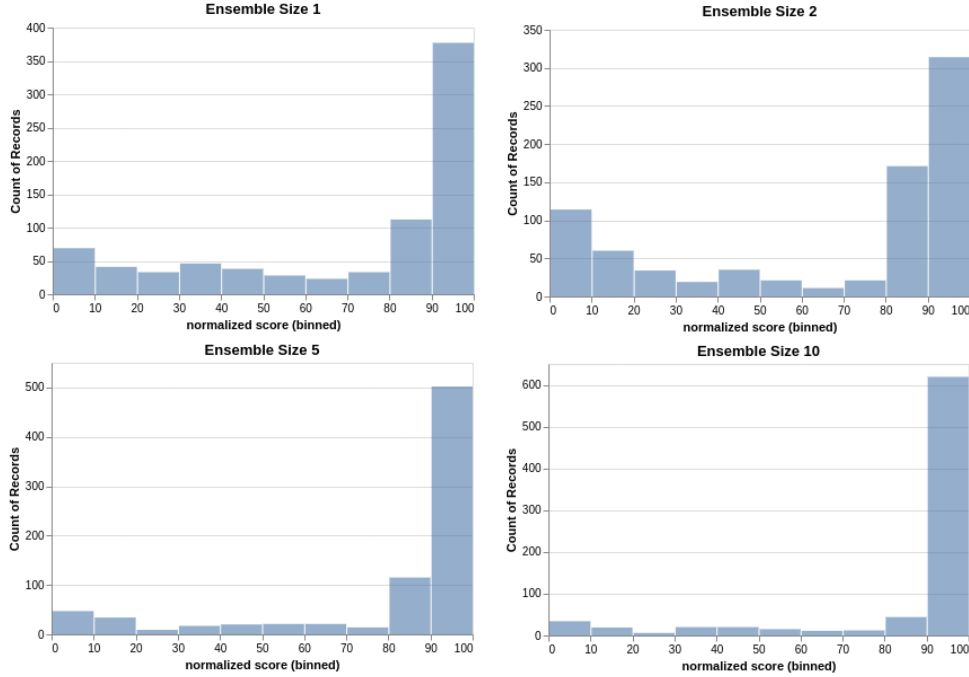 Ensemble Size 1
400
350
300
250
200
150
100
50
0
Count of Records
0 10 20 30 40 50 60 70 80 90 100
normalized score (binned)
Ensemble Size 2
350
300
250
200
150
100
50
0
Count of Records
0 10 20 30 40 50 60 70 80 90 100
normalized score (binned)
Ensemble Size 5
500
400
300
200
100
0
Count of Records
0 10 20 30 40 50 60 70 80 90 100
normalized score (binned)
Ensemble Size 10
600
500
400
300
200
100
0
Count of Records
0 10 20 30 40 50 60 70 80 90 100
normalized score (binned)